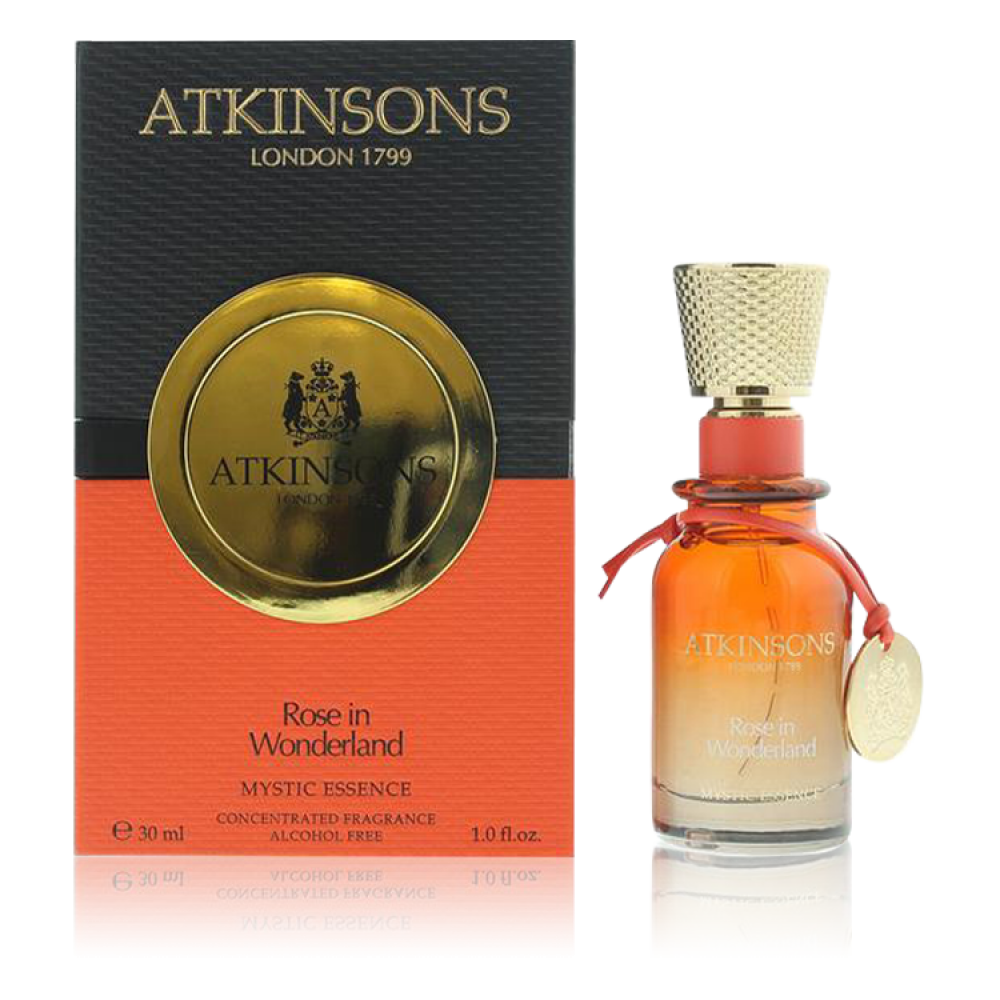 ATKINSONS
LONDON 1799
A
ATKINSONS
LONDON 1799
Rose in
Wonderland
MYSTIC ESSENCE
CONCENTRATED FRAGRANCE
ALCOHOL FREE
℮ 30 ml
1.0 fl.oz.
ATKINSONS
LONDON 1799
Rose in
Wonderland
MYSTIC ESSENCE